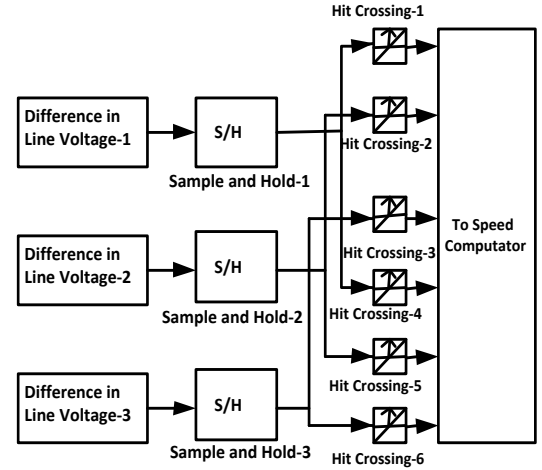 Hit Crossing-1
Difference in
Line Voltage-1
S/H
Sample and Hold-1
Hit Crossing-2
Difference in
Line Voltage-2
S/H
Sample and Hold-2
Hit Crossing-3
To Speed
Computator
Hit Crossing-4
Difference in
Line Voltage-3
S/H
Sample and Hold-3
Hit Crossing-5
Hit Crossing-6